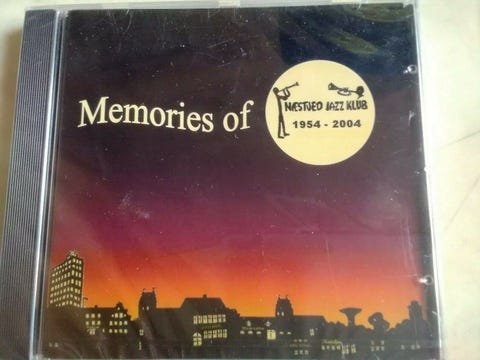 Memories of
NÆSTVED JAZZ KLUB
1954 - 2004